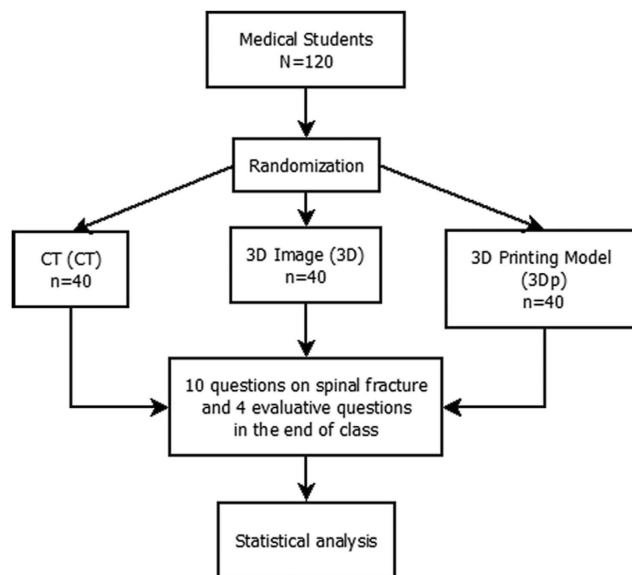 Medical Students
N=120
Randomization
CT (CT)
n=40
3D Image (3D)
n=40
3D Printing Model
(3Dp)
n=40
10 questions on spinal fracture
and 4 evaluative questions
in the end of class
Statistical analysis